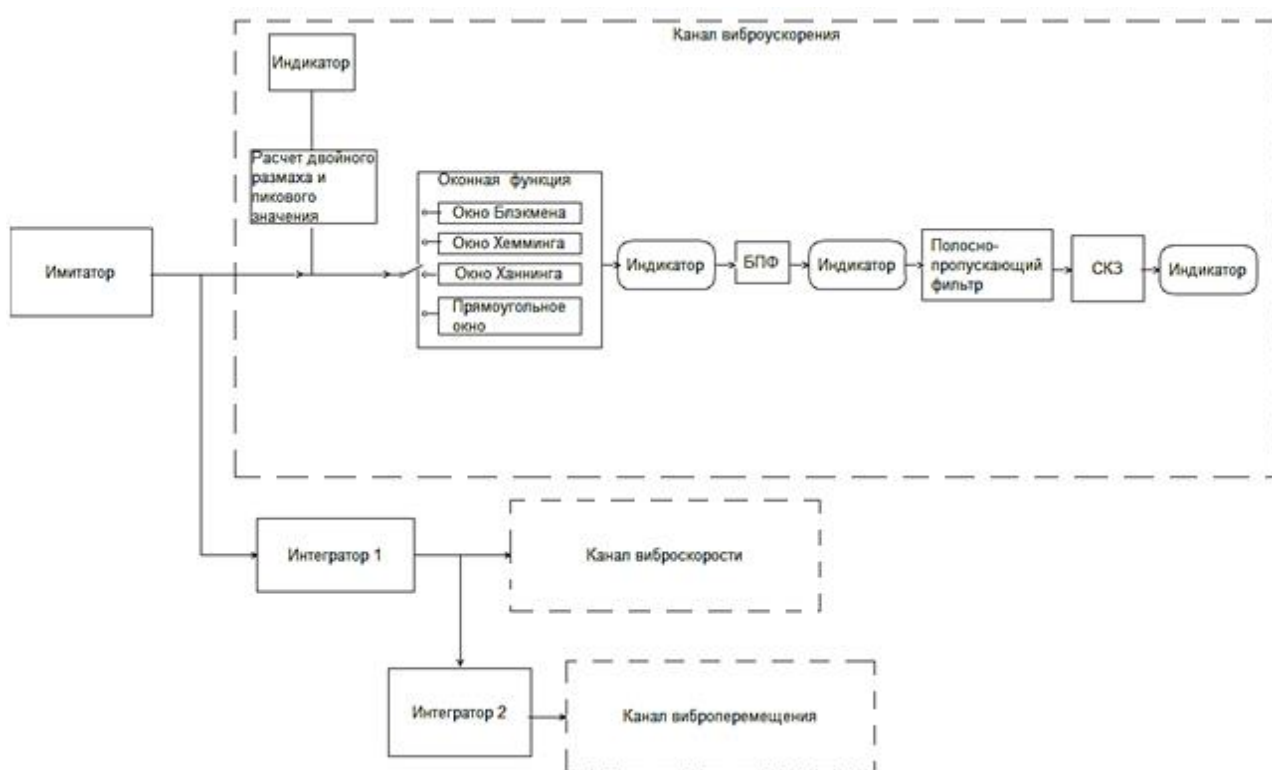 Канал виброускорения
Индикатор
Расчет двойного
размаха и
пикового
значения
Оконная функция
Окно Блэкмена
Окно Хемминга
Окно Ханнинга
Прямоугольное
окно
Имитатор
Индикатор
БПФ
Индикатор
Полосно-
пропускающий
фильтр
СКЗ
Индикатор
Интегратор 1
Канал виброскорости
Интегратор 2
Канал виброперемещения